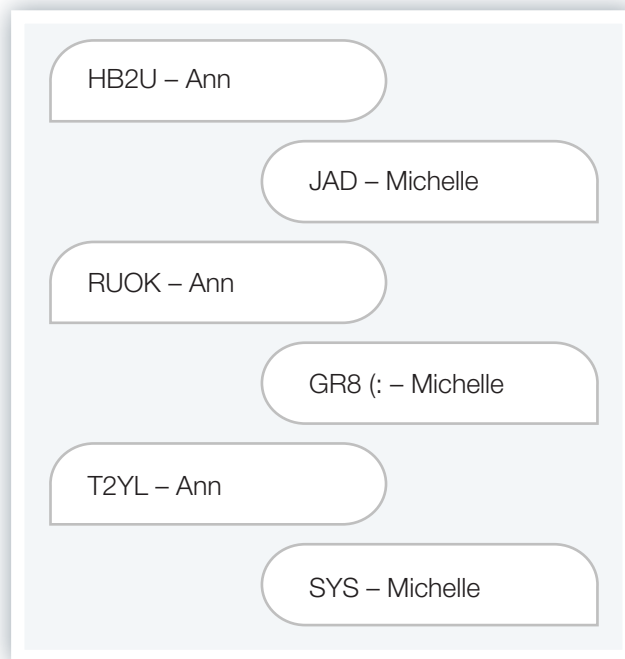 HB2U – Ann
JAD – Michelle
RUOK – Ann
GR8 (: – Michelle
T2YL – Ann
SYS – Michelle